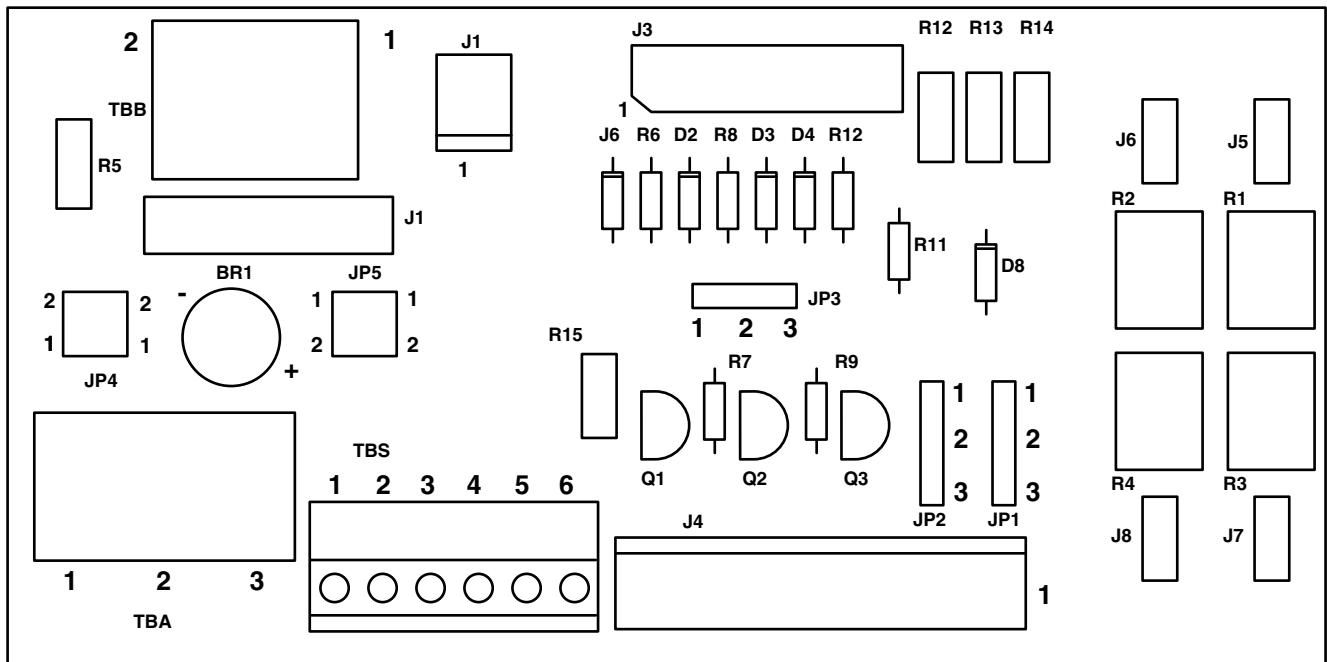 2 1 J1 J3 R12 R13 R14
TBB 1
J6 R6 D2 R8 D3 D4 R12 J6 J5
R5 1
R2 R1
J1
R11
D8
BR1 JP5
2 2 - 1 1 JP3
1 2 3
1 1 2 2 R15
+ R7 R9
JP4
1 1
2 2
TBS Q1 Q2 Q3 R4 R3
1 2 3 4 5 6 3 3
JP2 JP1
J4 J8 J7
1 2 3 1
TBA